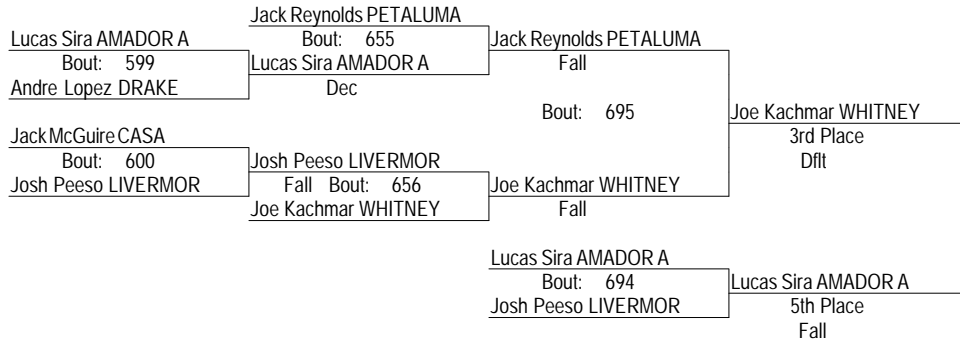 Jack Reynolds PETALUMA
Lucas Sira AMADOR A
Bout: 655
Jack Reynolds PETALUMA
Bout: 599
Lucas Sira AMADOR A
Fall
Andre Lopez DRAKE
Dec
Bout: 695
Joe Kachmar WHITNEY
Jack McGuire CASA
3rd Place
Bout: 600
Josh Peeso LIVERMOR
Dflt
Josh Peeso LIVERMOR
Fall Bout: 656
Joe Kachmar WHITNEY
Joe Kachmar WHITNEY
Fall
Lucas Sira AMADOR A
Bout: 694
Lucas Sira AMADOR A
Josh Peeso LIVERMOR
5th Place
Fall